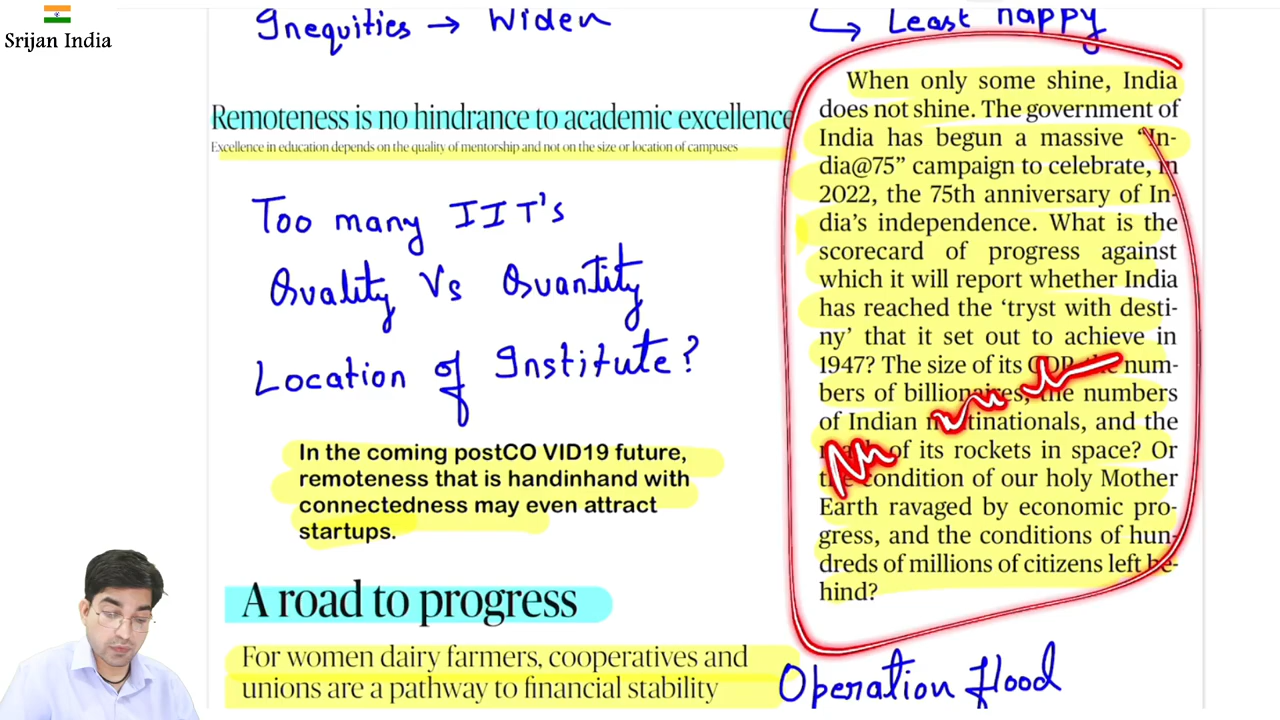 Srijan India
Inequities → Widen
↳ Least happy
Remoteness is no hindrance to academic excellence
Excellence in education depends on the quality of mentorship and not on the size or location of campuses
Too many IIT's
Quality Vs Quantity
Location of Institute?
In the coming postCO VID19 future,
remoteness that is handinhand with
connectedness may even attract
startups.
A road to progress
For women dairy farmers, cooperatives and
unions are a pathway to financial stability
When only some shine, India
does not shine. The government of
India has begun a massive “In-
dia@75” campaign to celebrate, in
2022, the 75th anniversary of In-
dia’s independence. What is the
scorecard of progress against
which it will report whether India
has reached the ‘tryst with desti-
ny’ that it set out to achieve in
1947? The size of its GDP, the num-
bers of billionaires, the numbers
of Indian multinationals, and the
of its rockets in space? Or
the condition of our holy Mother
Earth ravaged by economic pro-
gress, and the conditions of hun-
dreds of millions of citizens left be-
hind?
Operation flood